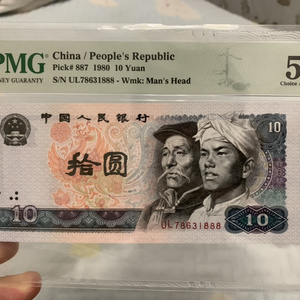 PMG
China / People's Republic
Pick# 887 1980 10 Yuan
S/N UL78631888 - Wmk: Man's Head
5
中国人民银行
10
拾圆
10
10
UL78631888